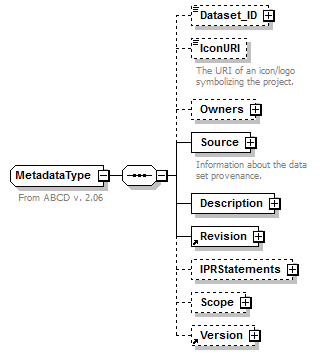 Dataset_ID
IconURI
The URI of an icon/logo
symbolizing the project.
Owners
Source
Information about the data
set provenance.
MetadataType
From ABCD v. 2.06
Description
Revision
IPRStatements
Scope
Version